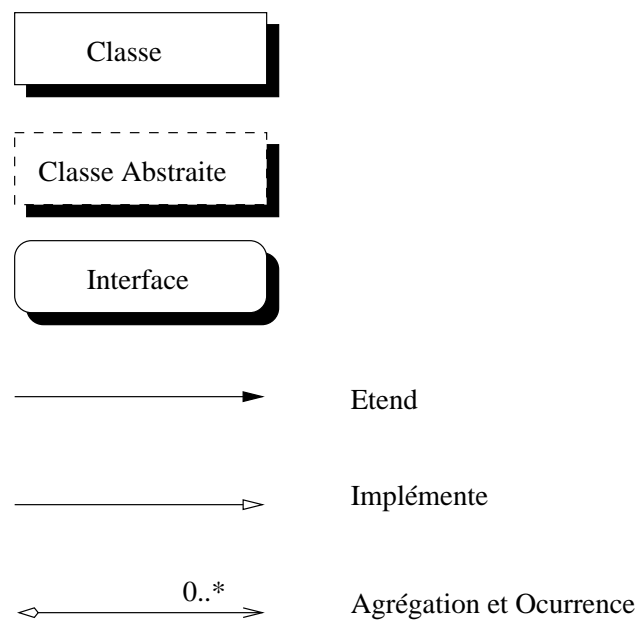 Classe
Classe Abstraite
Interface
Etend
Implémente
0..*
Agrégation et Ocurrence